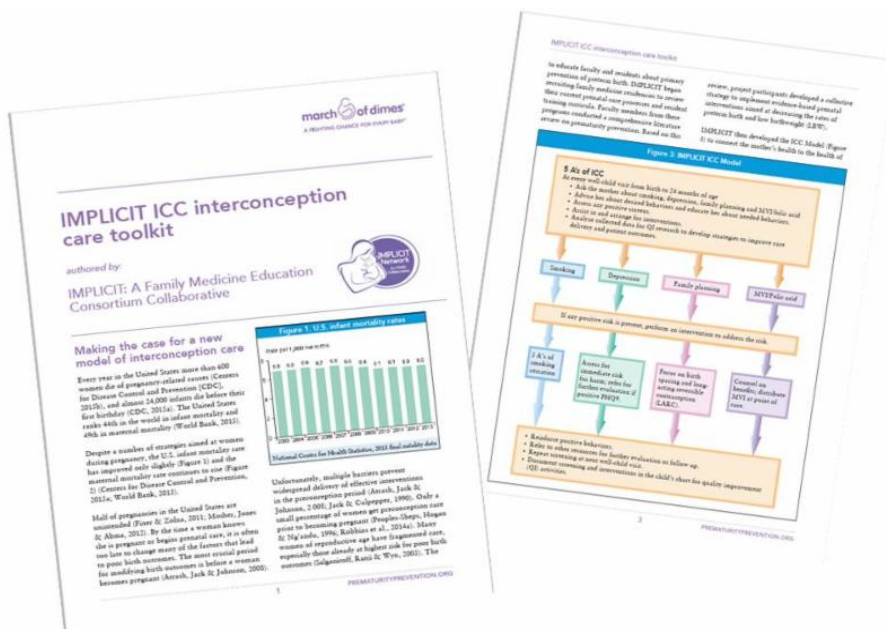 march of dimes®
A FIGHTING CHANCE FOR EVERY BABY®
IMPLICIT ICC interconception
care toolkit
authored by:
IMPLICIT: A Family Medicine Education
Consortium Collaborative
IMPLICIT
Network
Making the case for a new
model of interconception care
Every year in the United States more than 600
women die of pregnancy-related causes (Centers
for Disease Control and Prevention [CDC],
2015b), and almost 24,000 infants die before their
first birthday (CDC, 2015a). The United States
ranks 44th in the world in infant mortality and
49th in maternal mortality (World Bank, 2015).
Despite a number of strategies aimed at women
during pregnancy, the U.S. infant mortality rate
has improved only slightly (Figure 1) and the
maternal mortality rate continues to rise (Figure
2) (Centers for Disease Control and Prevention,
2015a; World Bank, 2015).
Half of pregnancies in the United States are
unintended (Finer & Zolna, 2011; Mosher, Jones
& Abma, 2012). By the time a woman knows
she is pregnant or begins prenatal care, it is often
too late to change many of the factors that lead
to poor birth outcomes. The most crucial period
for modifying birth outcomes is before a woman
becomes pregnant (Atrash, Jack & Johnson, 2008).
Figure 1. U.S. infant mortality rates
Rate per 1,000 live births
2003 2004 2005 2006 2007 2008 2009 2010 2011 2012 2013
National Center for Health Statistics, 2013 final natality data
Unfortunately, multiple barriers prevent
widespread delivery of effective interventions
in the preconception period (Atrash, Jack &
Johnson, 2008; Jack & Culpepper, 1990). Only a
small percentage of women get preconception care
prior to becoming pregnant (Peoples-Sheps, Hogan
& Ng'andu, 1996; Robbins et al., 2014a). Many
women of reproductive age have fragmented care,
especially those already at highest risk for poor birth
outcomes (Salganicoff, Ranji & Wyn, 2005). The
1
PREMATURITYPREVENTION.ORG
IMPLICIT ICC interconception care toolkit
to educate faculty and residents about primary
prevention of preterm birth. IMPLICIT began
recruiting family medicine residencies to review
their current prenatal care processes and resident
training curricula. Faculty members from these
programs conducted a comprehensive literature
review on prematurity prevention. Based on this
review, project participants developed a collective
strategy to implement evidence-based prenatal
interventions aimed at decreasing the rates of
preterm birth and low birthweight (LBW).
IMPLICIT then developed the ICC Model (Figure
3) to connect the mother's health to the health of
Figure 3: IMPLICIT ICC Model
5 A's of ICC
At every well-child visit from birth to 24 months of age
• Ask the mother about smoking, depression, family planning and MVI/folic acid
• Advise her about desired behaviors and educate her about needed behaviors.
• Assess any positive screens.
• Assist in and arrange for interventions.
• Analyze collected data for QI research to develop strategies to improve care
delivery and patient outcomes.
Smoking
Depression
Family planning
MVI/Folic acid
If any positive risk is present, perform an intervention to address the risk.
5 A's of
smoking
cessation
Assess for
immediate risk
for harm; refer for
further evaluation if
positive PHQ9.
Focus on birth
spacing and long-
acting reversible
contraception
(LARC).
Counsel on
benefits; distribute
MVI at point of
care.
• Reinforce positive behaviors.
• Refer to other resources for further evaluation or follow up.
• Repeat screening at next well-child visit.
• Document screening and interventions in the child's chart for quality improvement
(QI) activities.
3
PREMATURITYPREVENTION.ORG